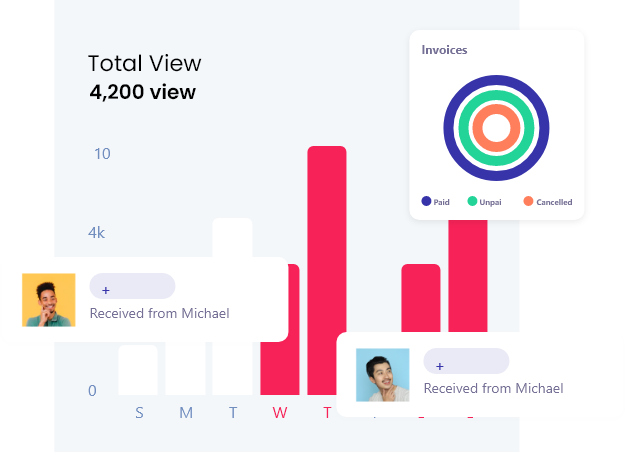 Total View
4,200 view
Invoices
Paid
Unpai
Cancelled
10
4k
+
Received from Michael
+
Received from Michael
0
S
M
T
W
T